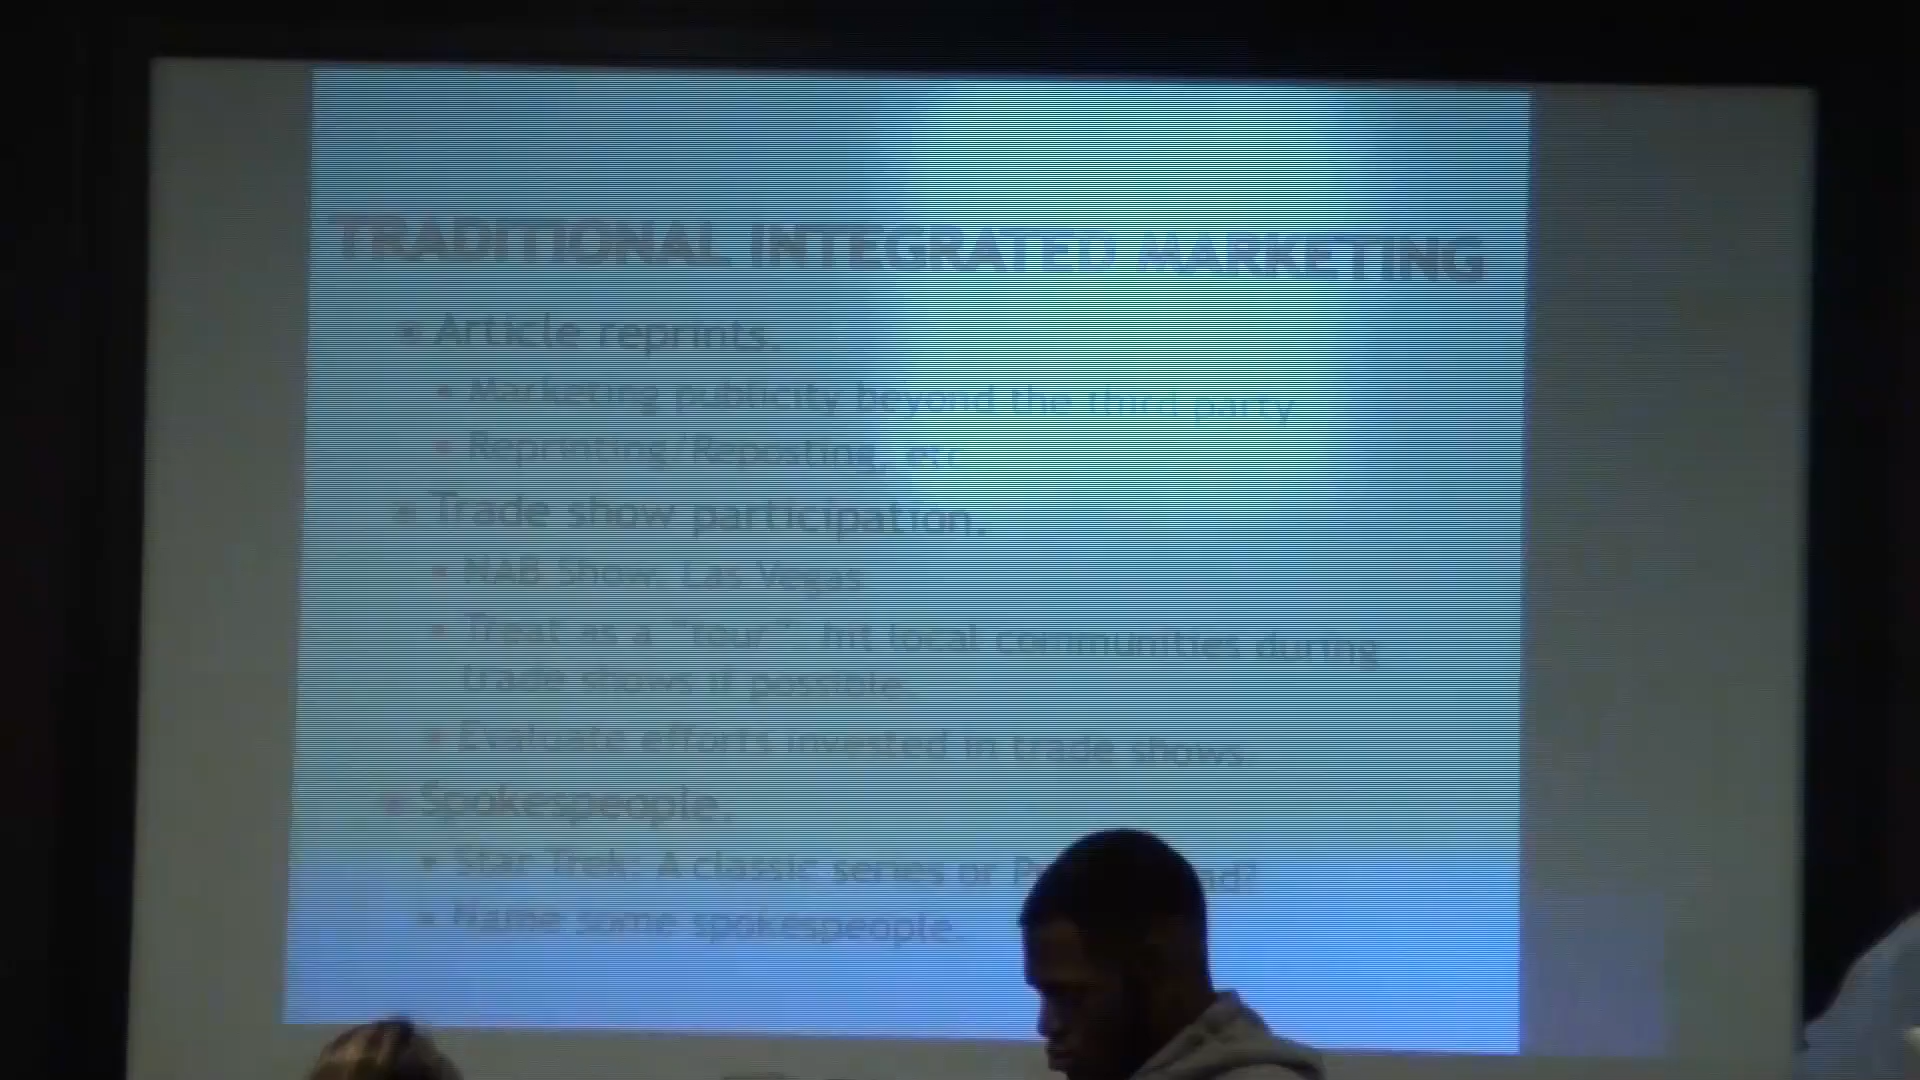 TRADITIONAL INTEGRATED MARKETING
Article reprints.
Marketing publicity beyond the third party
Reprinting/Reposting, etc
Trade show participation.
NAB Show, Las Vegas
Treat as a "tour": hit local communities during
trade shows if possible.
Evaluate efforts invested in trade shows.
Spokespeople.
Star Trek: A classic series or
Name some spokespeople.